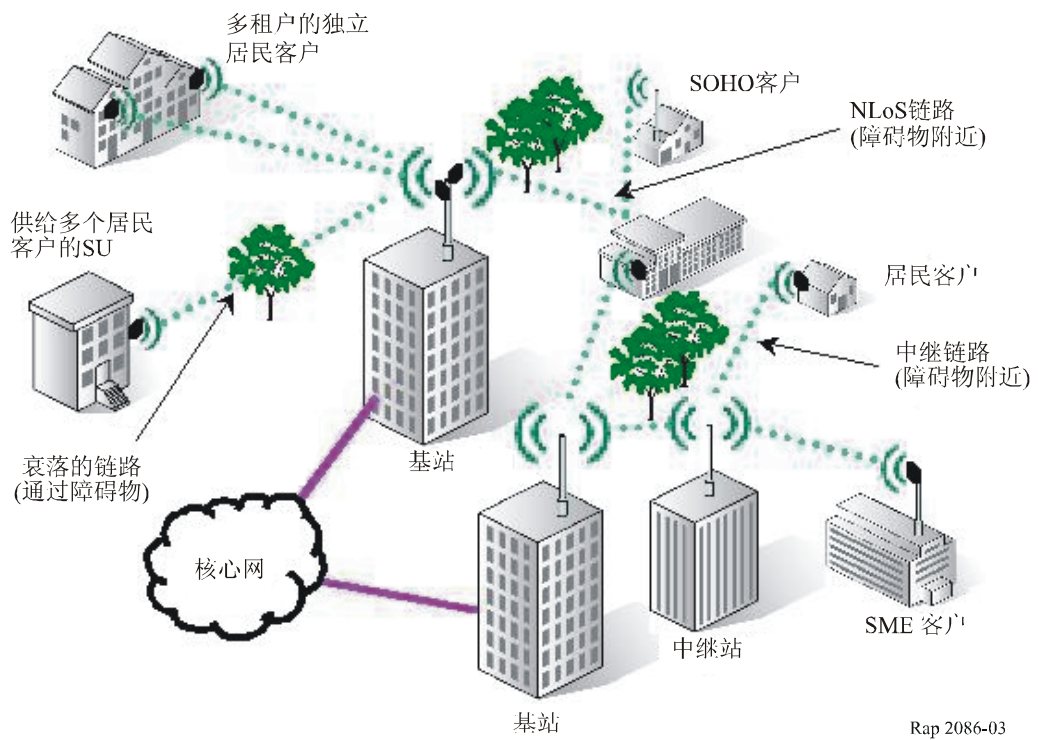 多租户的独立
居民客户
SOHO客户
NLoS链路
(障碍物附近)
供给多个居民
客户的SU
居民客户
中继链路
(障碍物附近)
基站
衰落的链路
(通过障碍物)
核心网
SME 客户
中继站
基站
Rap 2086-03